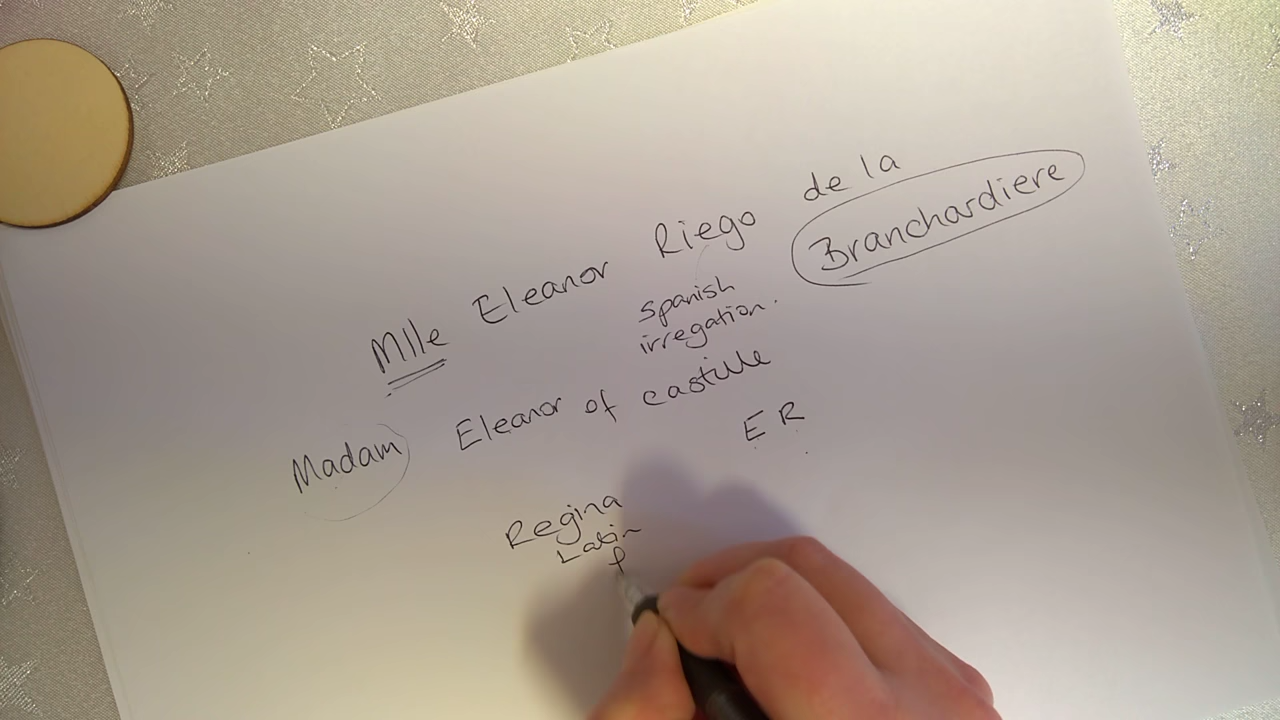 Mlle Eleanor Riego de la
Branchardiere
spanish
irregation.
Madam Eleanor of castille
E R
Regina
Latin
f